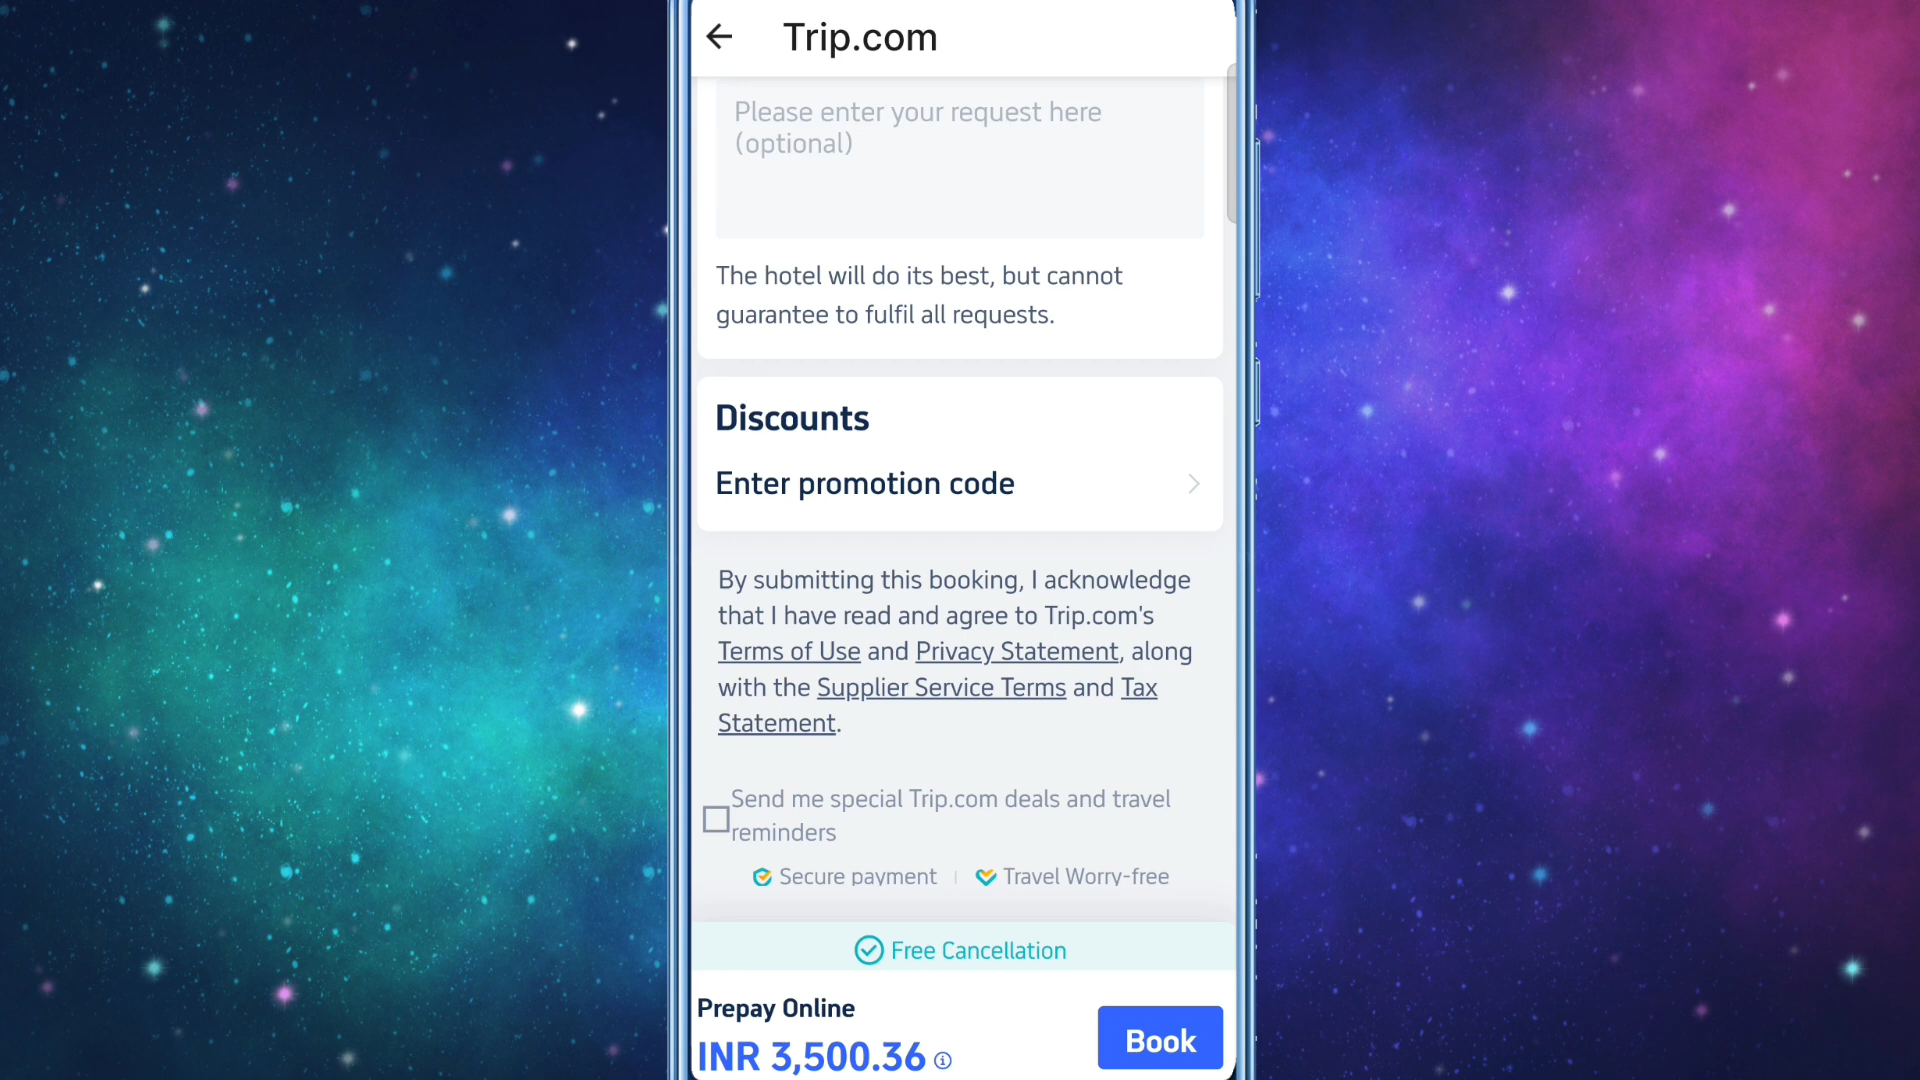 Trip.com
Please enter your request here
(optional)
The hotel will do its best, but cannot
guarantee to fulfil all requests.
Discounts
Enter promotion code
By submitting this booking, I acknowledge
that I have read and agree to Trip.com's
Terms of Use and Privacy Statement, along
with the Supplier Service Terms and Tax
Statement.
Send me special Trip.com deals and travel
reminders
Secure payment | Travel Worry-free
Free Cancellation
Prepay Online
INR 3,500.36
Book